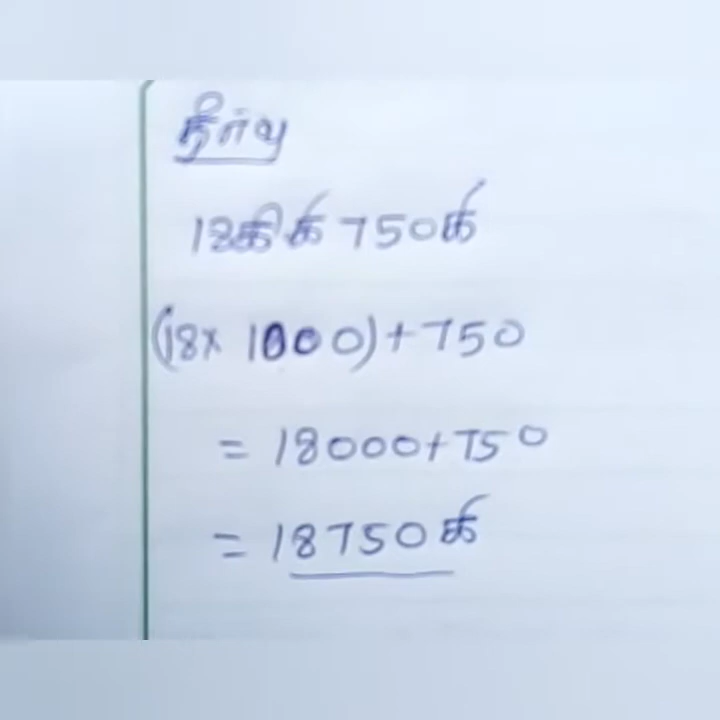 தீர்வு
18கிகி 750கி
(18x 1000)+750
= 18000+750
= 18750கி